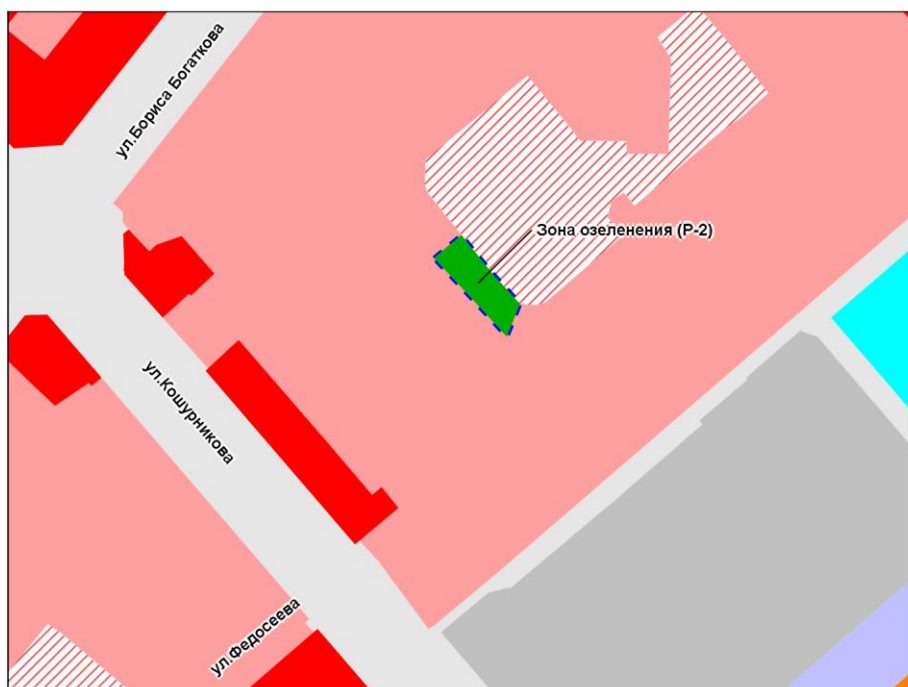 ул.Бориса Богаткова
Зона озеленения (Р-2)
ул.Кошурникова
ул.Федосеева